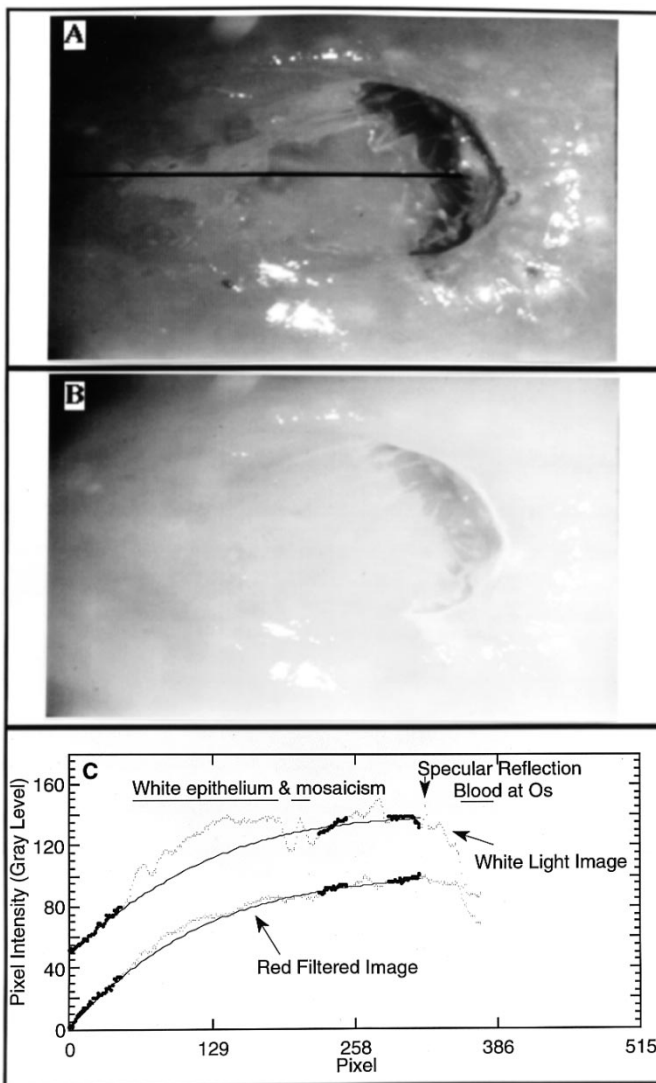 A
B
C
Specular Reflection
White epithelium & mosaicism
Blood at Os
White Light Image
Red Filtered Image
Pixel Intensity (Gray Level)
160
120
80
40
0
0
129
258
386
515
Pixel